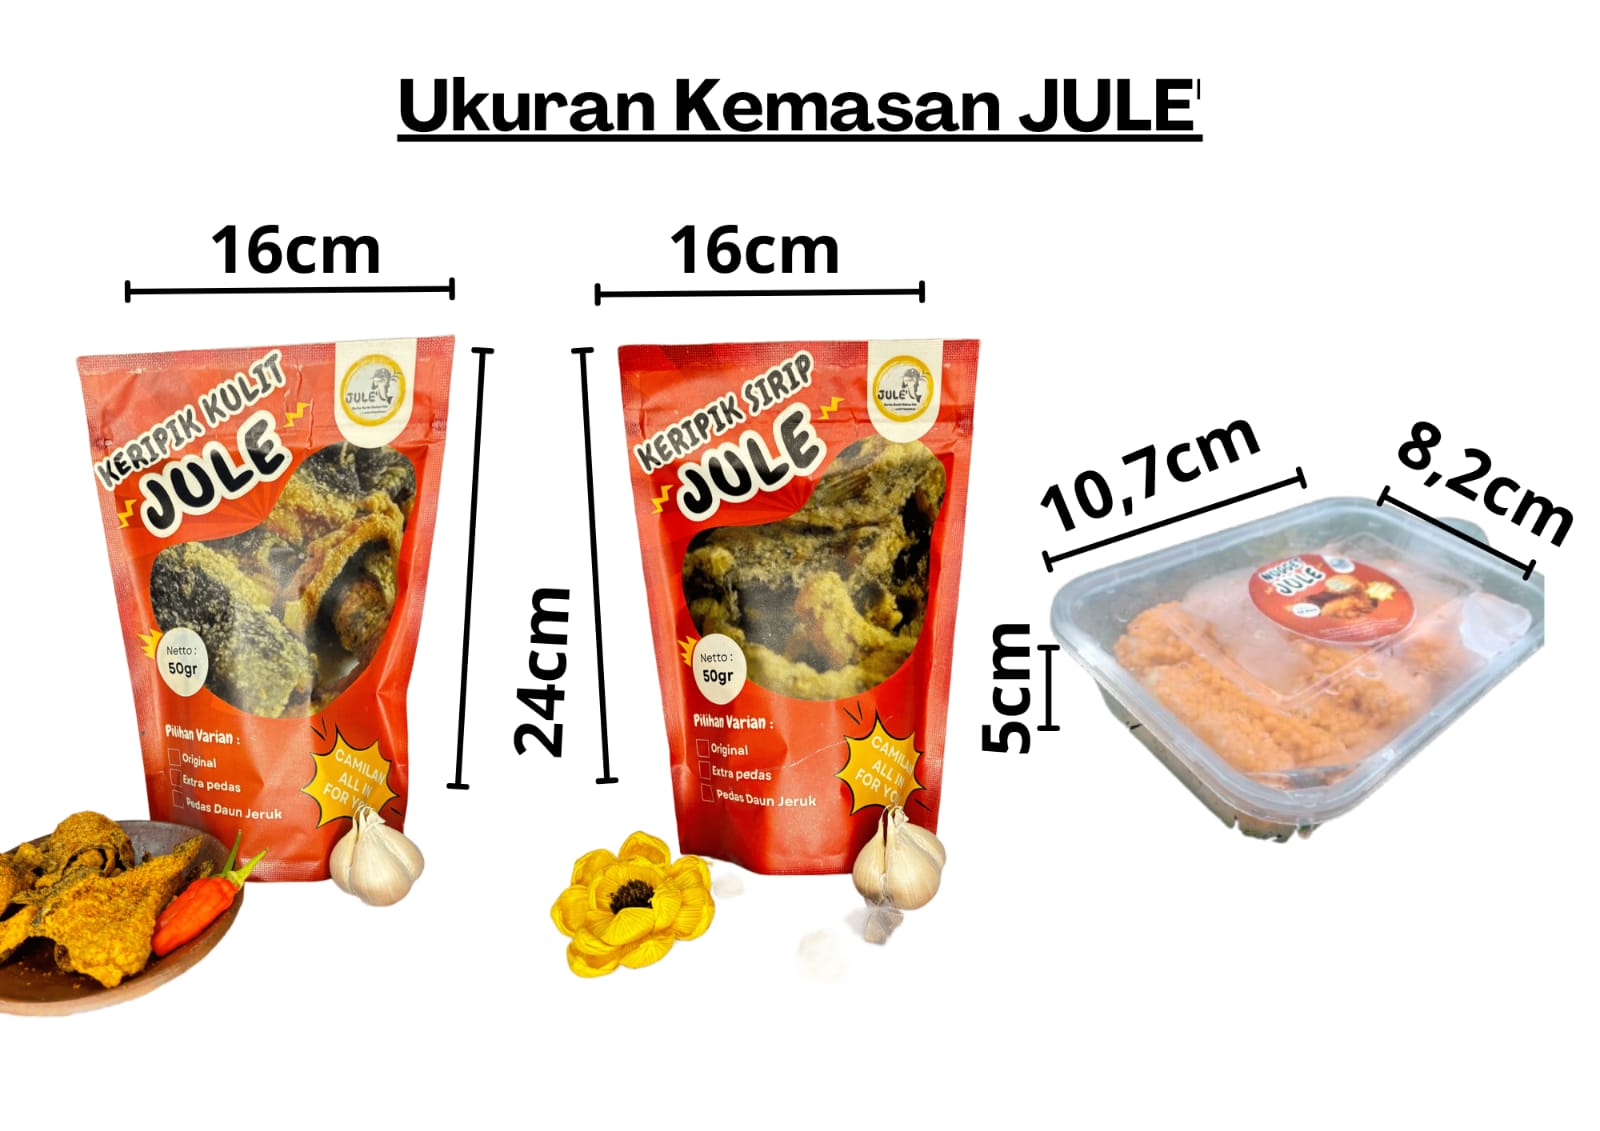 Ukuran Kemasan JULE'
16cm
16cm
24cm
10,7cm
8,2cm
5cm
KERIPIK KULIT
JULE
JULE'
Netto :
50gr
Pilihan Varian :
Original
Extra pedas
Pedas Daun Jeruk
CAMILAN
ALL IN
FOR
KERIPIK SIRIP
JULE
JULE'
Netto :
50gr
Pilihan Varian :
Original
Extra pedas
Pedas Daun Jeruk
CAMILAN
ALL IN
FOR
NUGGET
JULE